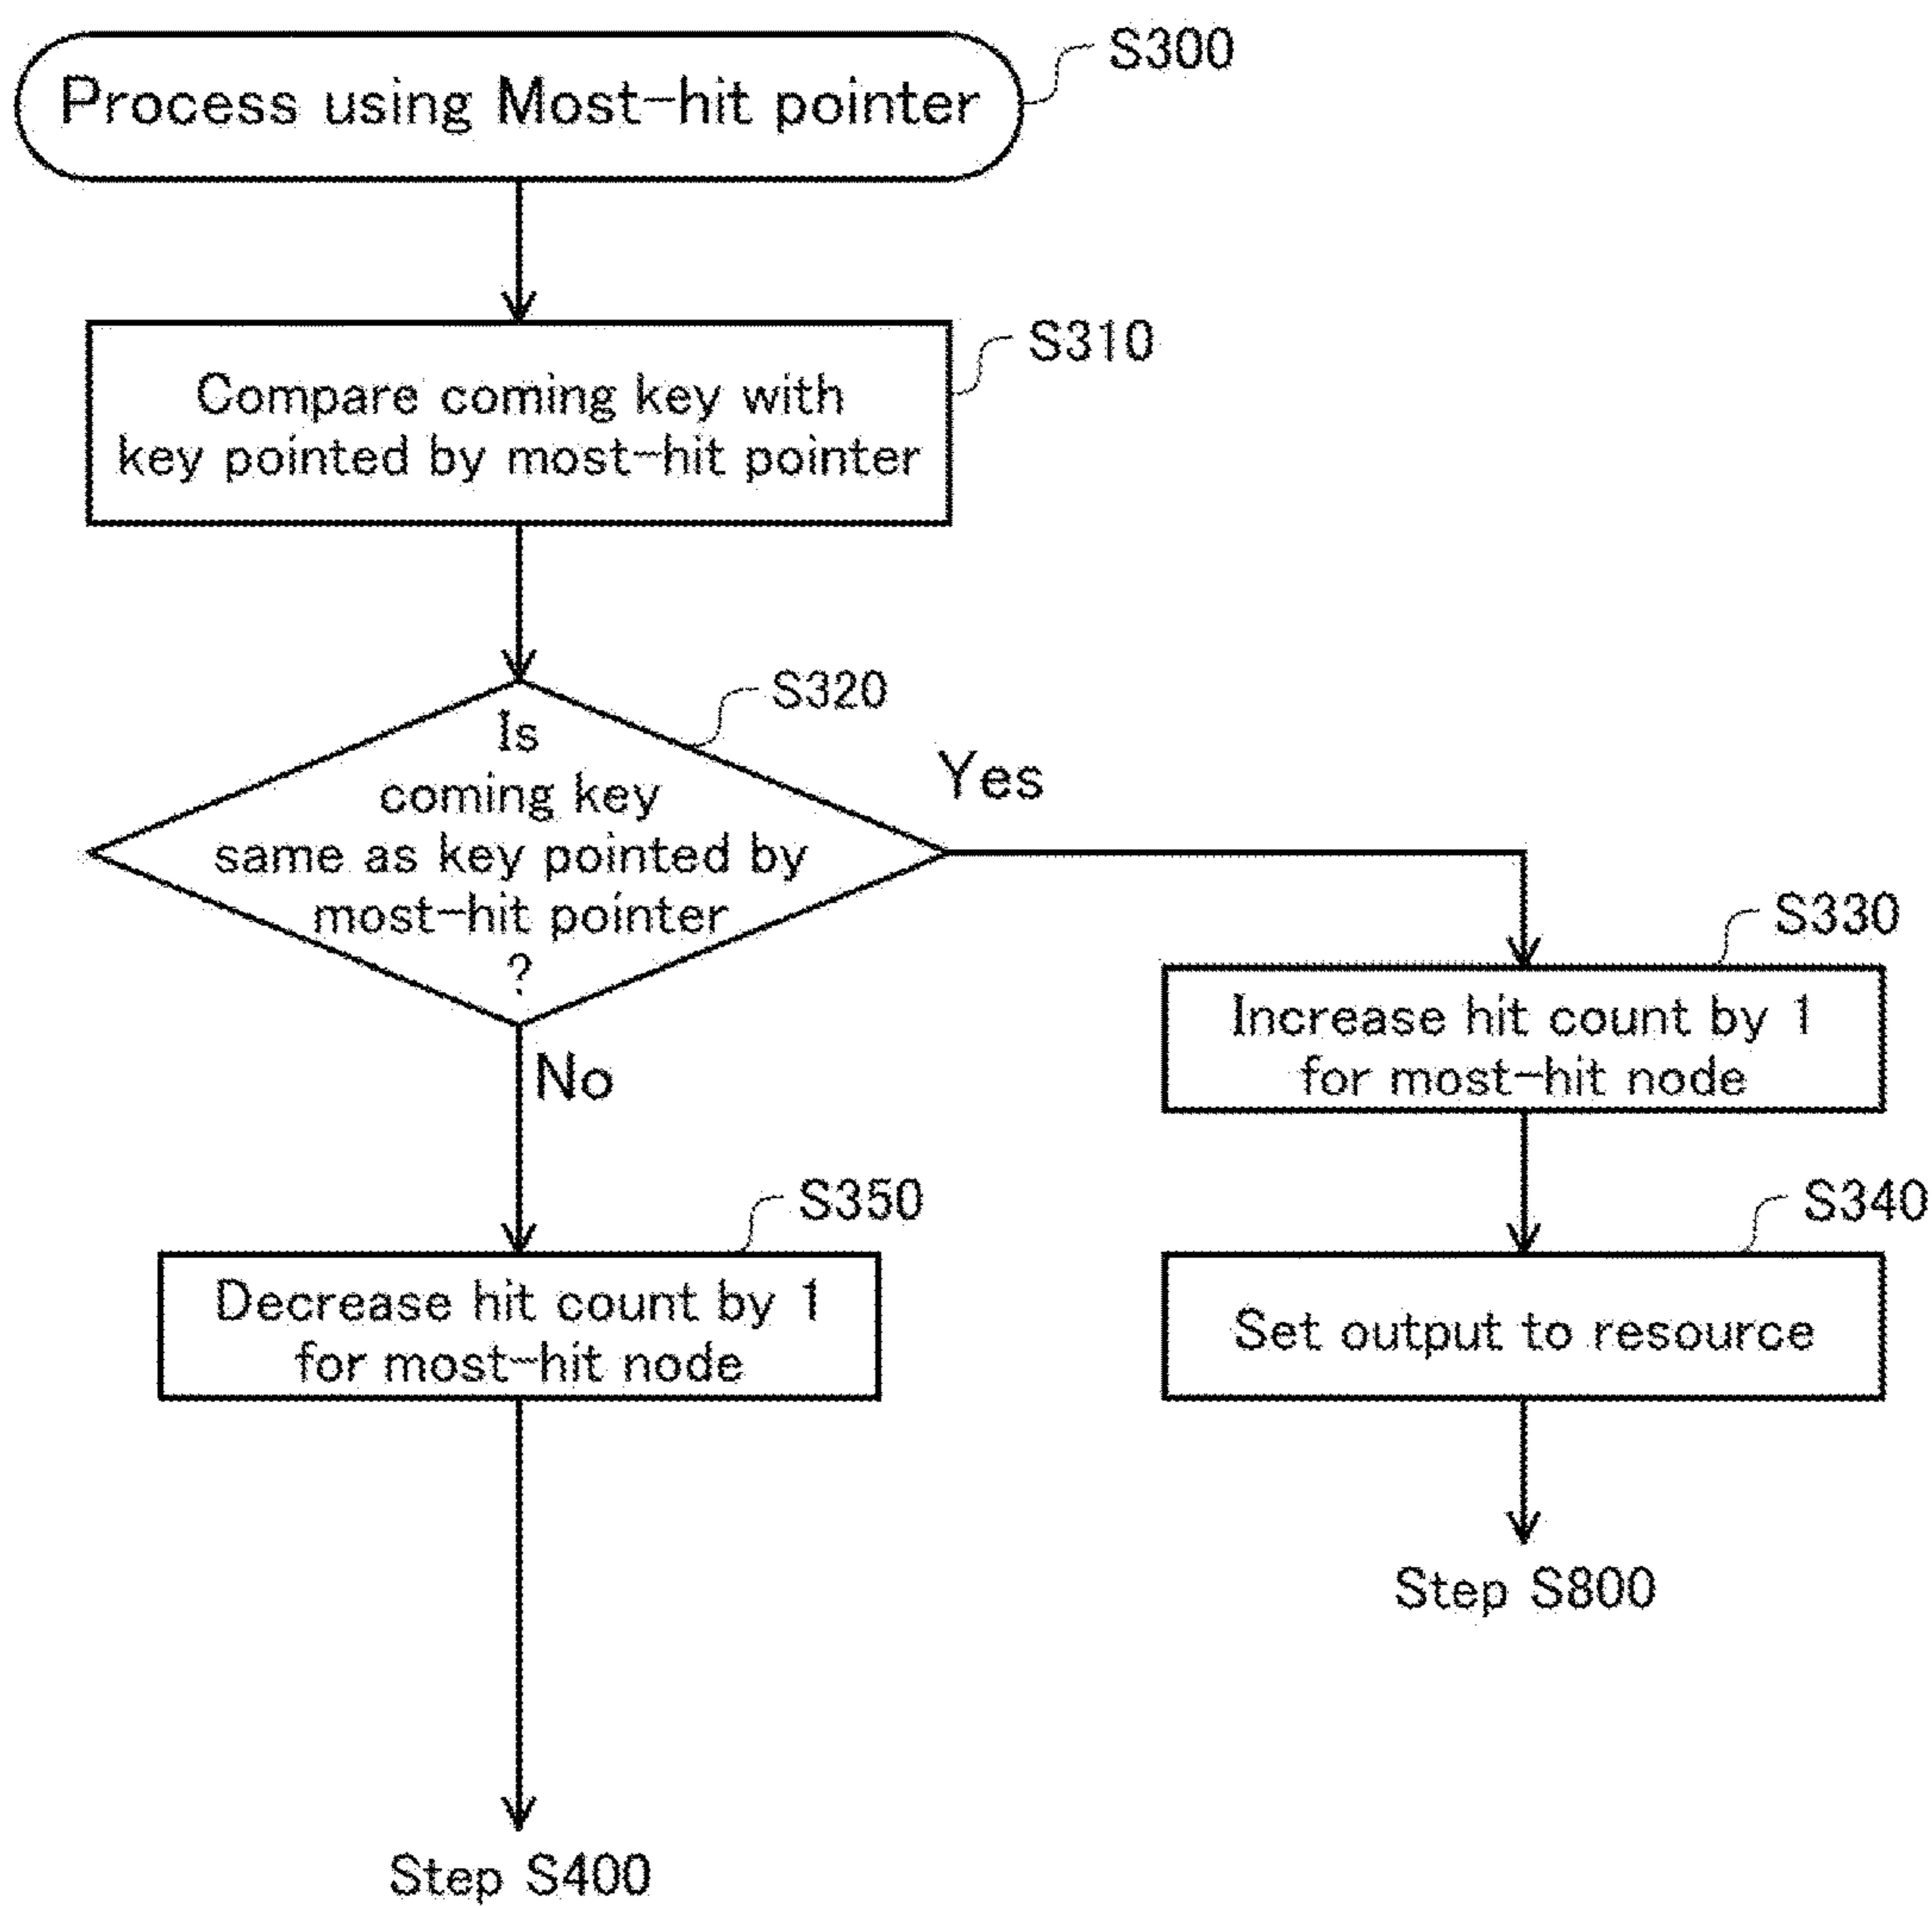 Process using Most-hit pointer
S300
Compare coming key with
key pointed by most-hit pointer
S310
Is
coming key
same as key pointed by
most-hit pointer
?
S320
Yes
No
S330
Increase hit count by 1
for most-hit node
S350
Decrease hit count by 1
for most-hit node
S340
Set output to resource
Step S800
Step S400